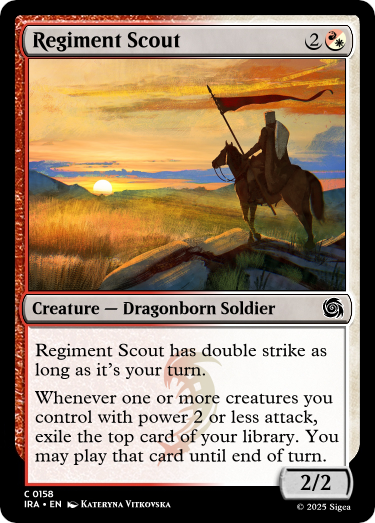 Regiment Scout 2
Creature — Dragonborn Soldier
Regiment Scout has double strike as
long as it's your turn.
Whenever one or more creatures you
control with power 2 or less attack,
exile the top card of your library. You
may play that card until end of turn.
2/2
C 0158
IRA • EN Kateryna Vitkovska
© 2025 Sigea